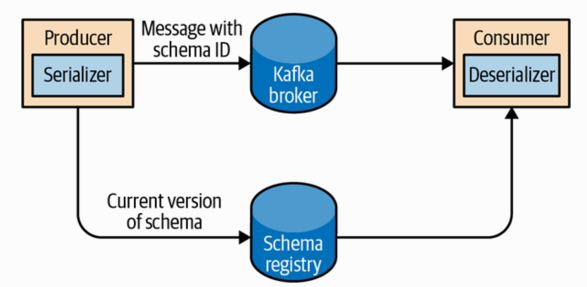 Producer
Serializer
Message with
schema ID
Kafka
broker
Consumer
Deserializer
Current version
of schema
Schema
registry